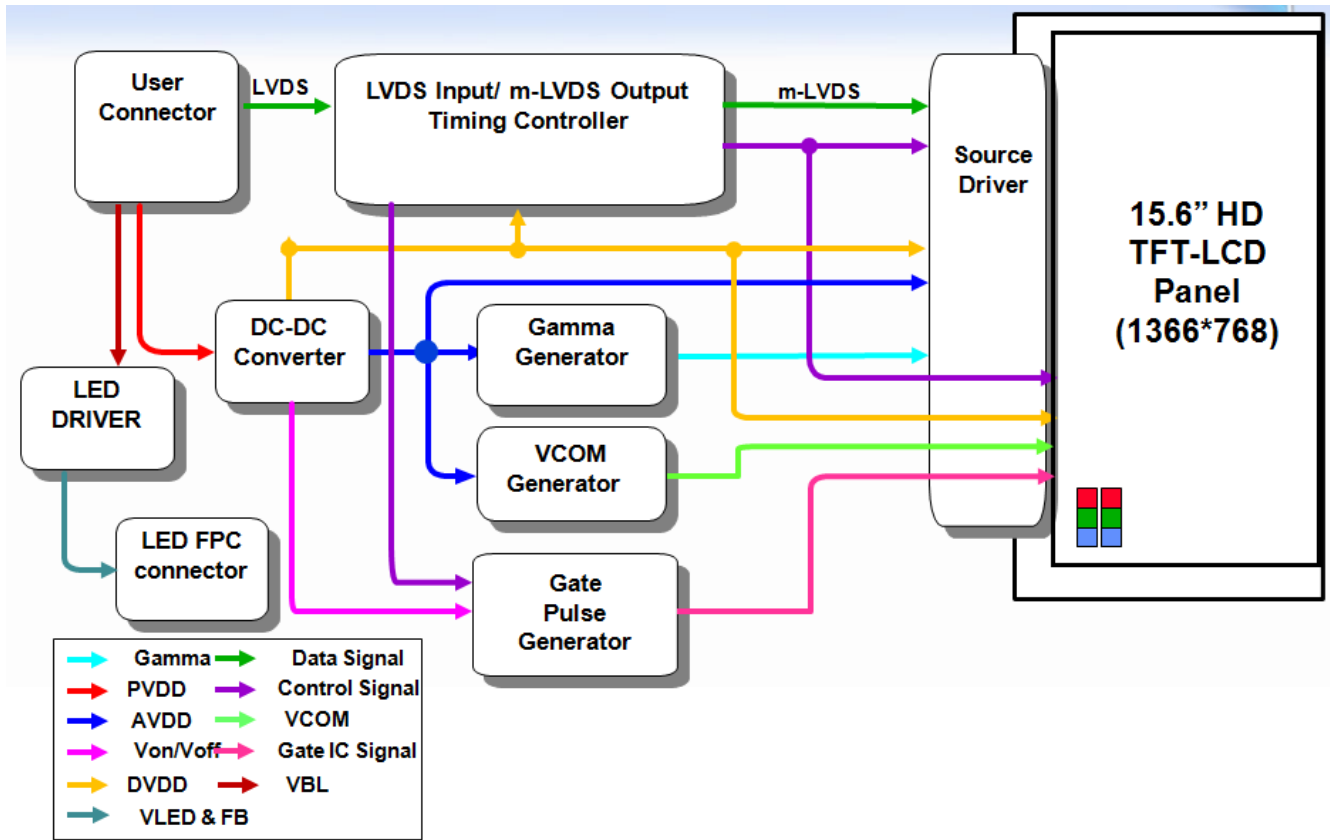 User
Connector
LVDS
LVDS Input/ m-LVDS Output
Timing Controller
m-LVDS
Source
Driver
15.6” HD
TFT-LCD
Panel
(1366*768)
DC-DC
Converter
Gamma
Generator
LED
DRIVER
VCOM
Generator
LED FPC
connector
Gate
Pulse
Generator
Gamma
Data Signal
PVDD
Control Signal
AVDD
VCOM
Von/Voff
Gate IC Signal
DVDD
VBL
VLED & FB